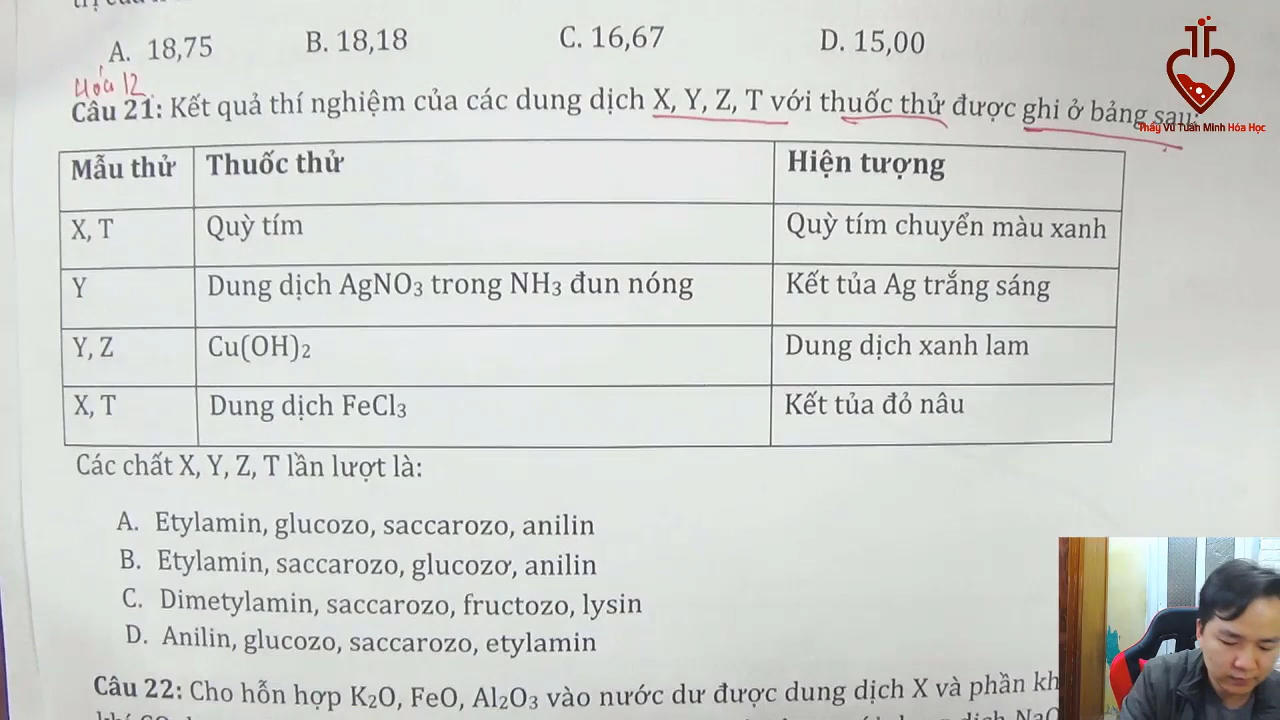 A. 18,75 B. 18,18 C. 16,67 D. 15,00
Hóa 12
Câu 21: Kết quả thí nghiệm của các dung dịch X, Y, Z, T với thuốc thử được ghi ở bảng sau:
Thầy Vũ Tuấn Minh Hóa Học
Mẫu thử Thuốc thử Hiện tượng
X, T Quỳ tím Quỳ tím chuyển màu xanh
Y Dung dịch AgNO₃ trong NH₃ đun nóng Kết tủa Ag trắng sáng
Y, Z Cu(OH)₂ Dung dịch xanh lam
X, T Dung dịch FeCl₃ Kết tủa đỏ nâu
Các chất X, Y, Z, T lần lượt là:
A. Etylamin, glucozo, saccarozo, anilin
B. Etylamin, saccarozo, glucozơ, anilin
C. Dimetylamin, saccarozo, fructozo, lysin
D. Anilin, glucozo, saccarozo, etylamin
Câu 22: Cho hỗn hợp K₂O, FeO, Al₂O₃ vào nước dư được dung dịch X và phần